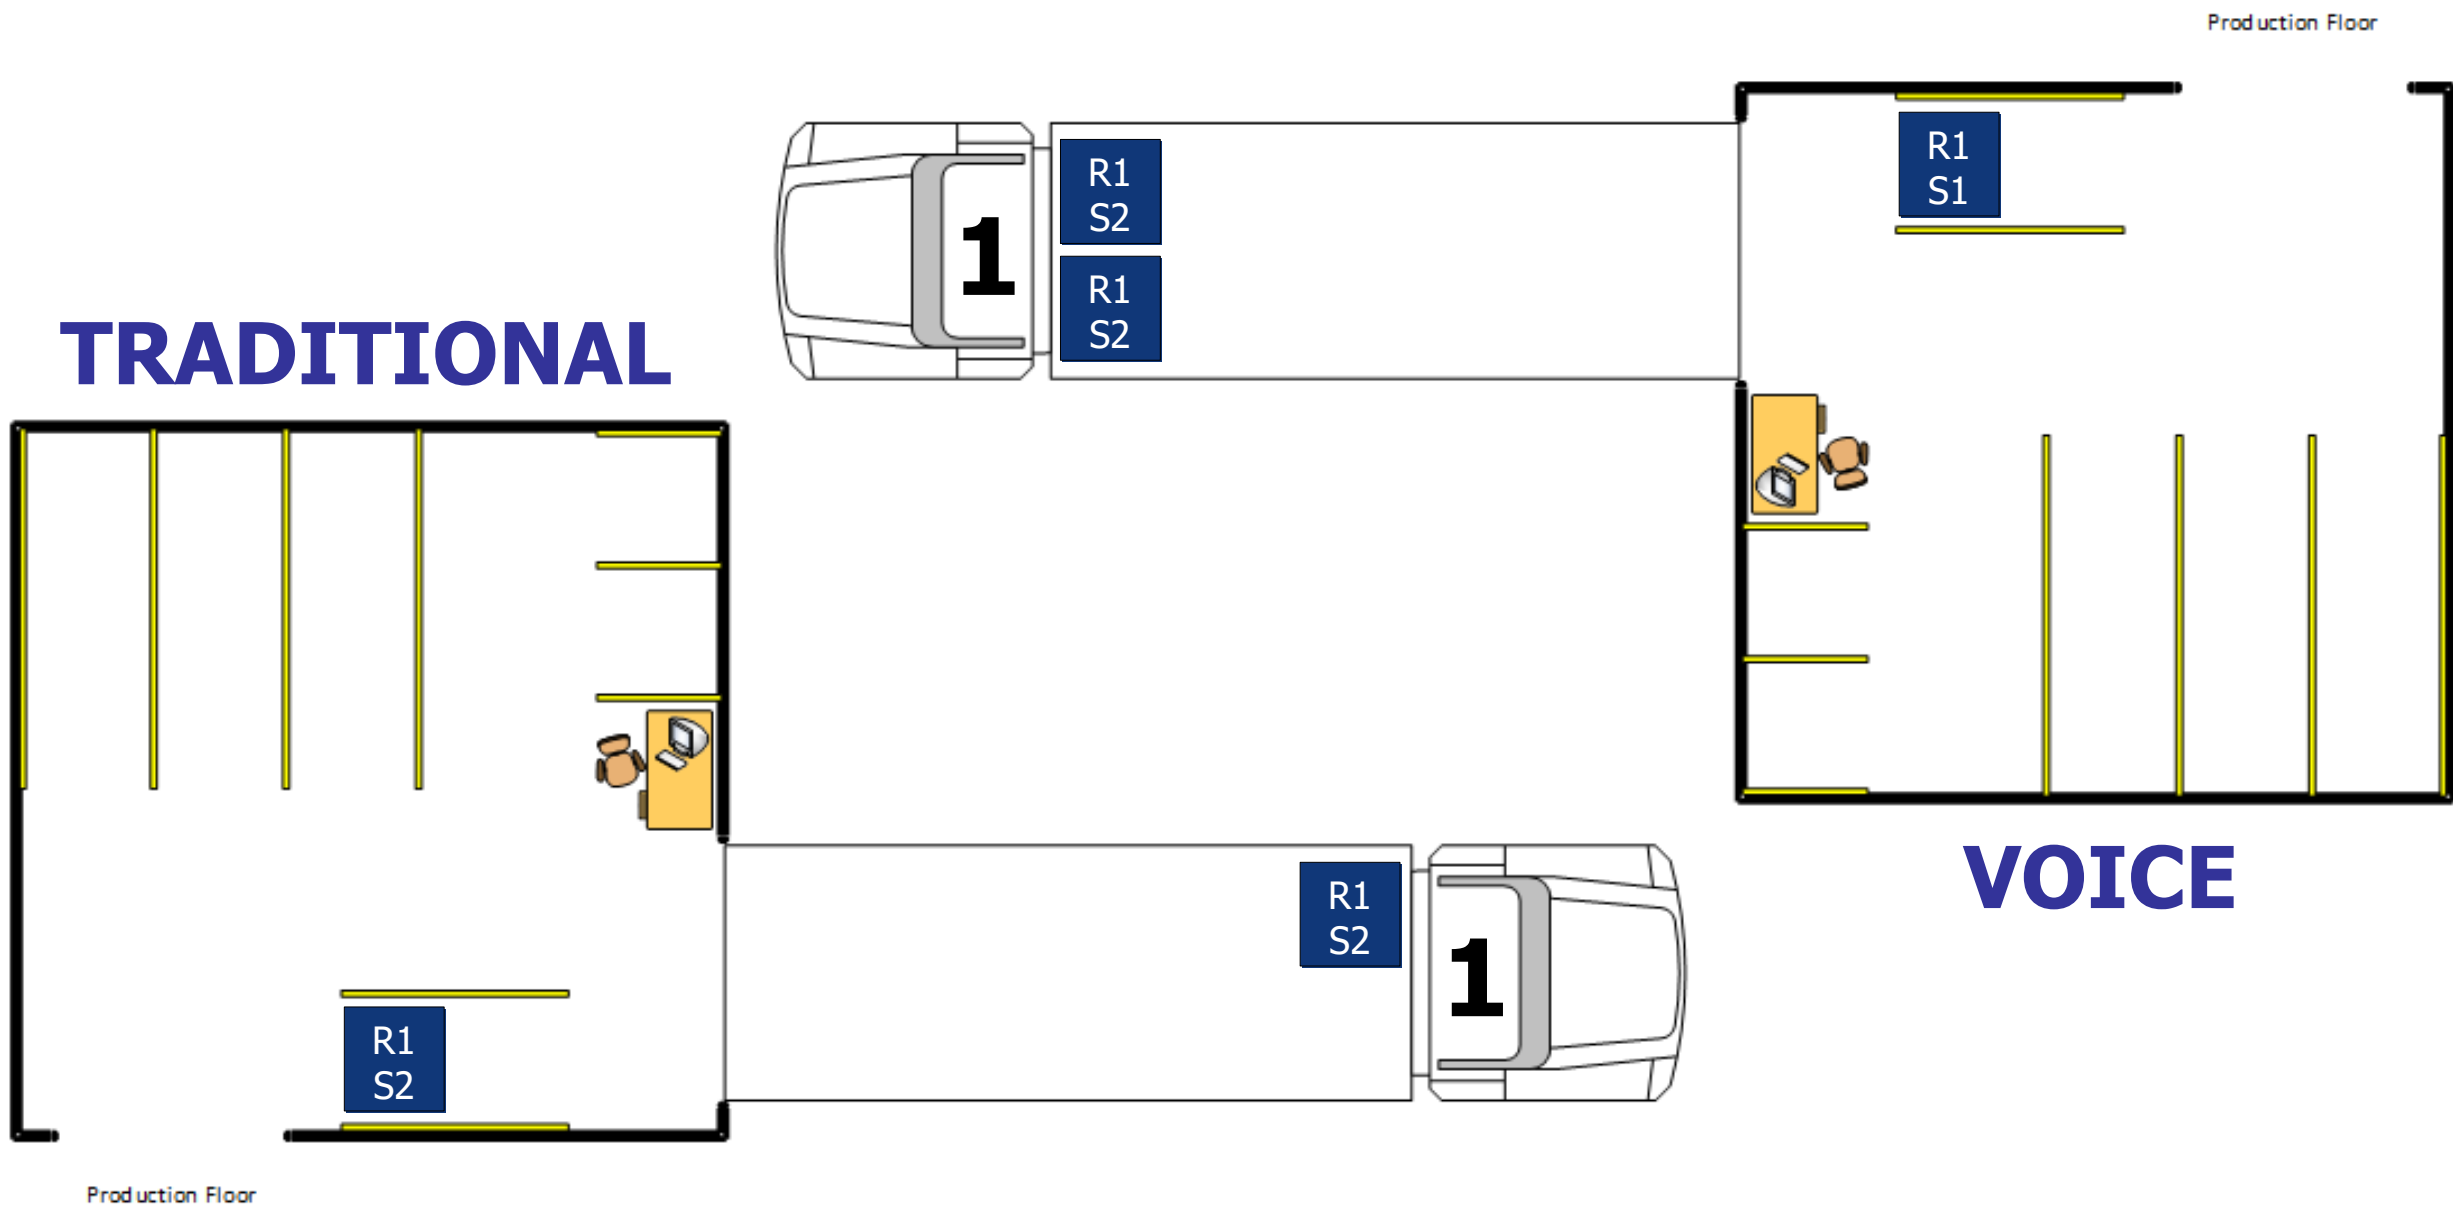 Production Floor
R1
S1
R1
S2
1
R1
S2
TRADITIONAL
VOICE
R1
S2
1
R1
S2
Production Floor